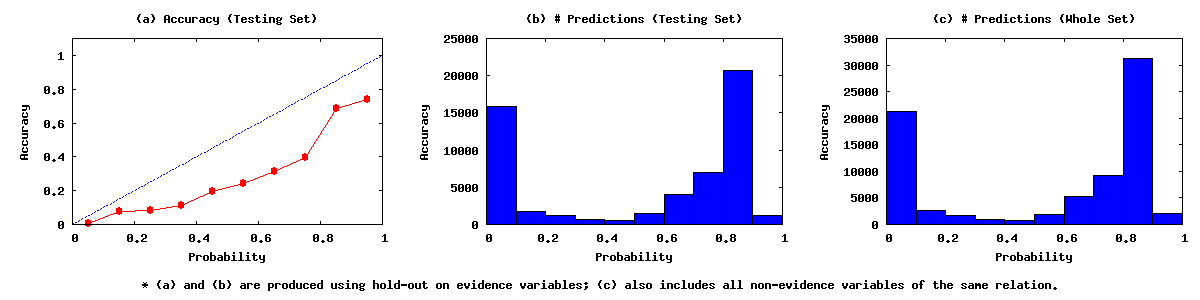 (a) Accuracy (Testing Set)
(b) # Predictions (Testing Set)
(c) # Predictions (Whole Set)
Accuracy
1
0.8
0.6
0.4
0.2
0
0 0.2 0.4 0.6 0.8 1
Probability
Accuracy
25000
20000
15000
10000
5000
0
0 0.2 0.4 0.6 0.8 1
Probability
Accuracy
35000
30000
25000
20000
15000
10000
5000
0
0 0.2 0.4 0.6 0.8 1
Probability
* (a) and (b) are produced using hold-out on evidence variables; (c) also includes all non-evidence variables of the same relation.